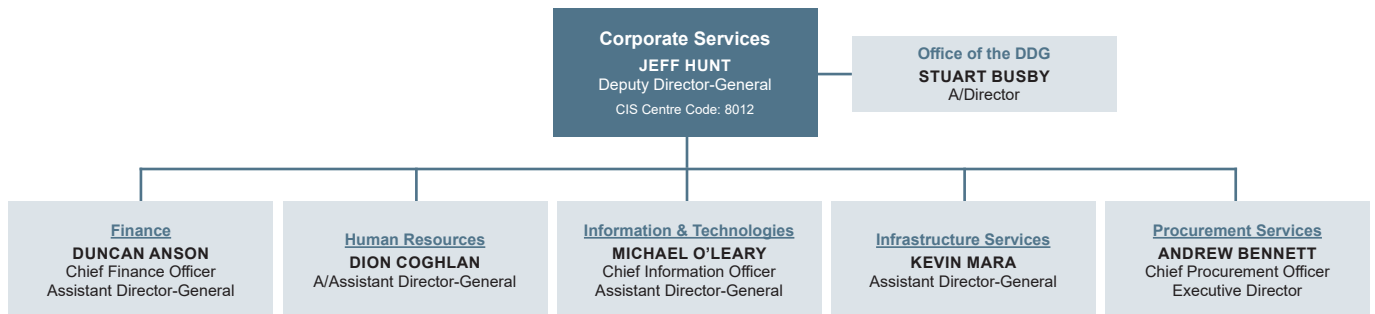 Corporate Services
JEFF HUNT
Deputy Director-General
CIS Centre Code: 8012
Office of the DDG
STUART BUSBY
A/Director
Finance
DUNCAN ANSON
Chief Finance Officer
Assistant Director-General
Human Resources
DION COGHLAN
A/Assistant Director-General
Information & Technologies
MICHAEL O’LEARY
Chief Information Officer
Assistant Director-General
Infrastructure Services
KEVIN MARA
Assistant Director-General
Procurement Services
ANDREW BENNETT
Chief Procurement Officer
Executive Director